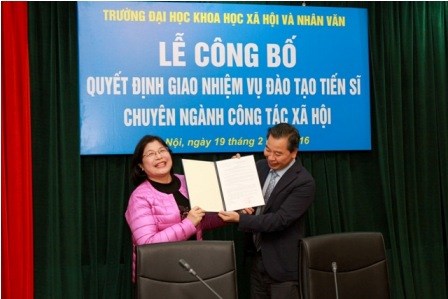 TRƯỜNG ĐẠI HỌC KHOA HỌC XÃ HỘI VÀ NHÂN VĂN
LỄ CÔNG BỐ
QUYẾT ĐỊNH GIAO NHIỆM VỤ ĐÀO TẠO TIẾN SĨ
CHUYÊN NGÀNH CÔNG TÁC XÃ HỘI
Nội, ngày 19 tháng 2 16